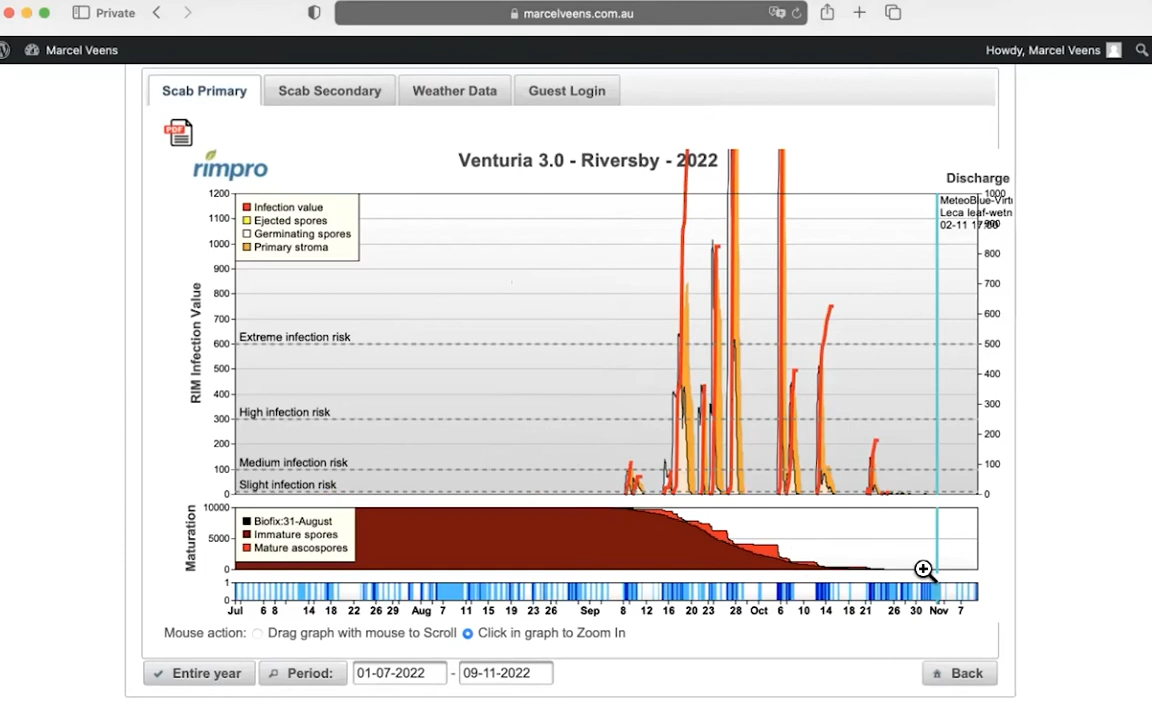 Private
marcelveens.com.au
Marcel Veens
Howdy, Marcel Veens
Scab Primary
Scab Secondary
Weather Data
Guest Login
PDF
rimpro
Venturia 3.0 - Riversby - 2022
Discharge
1200
1100
1000
900
800
700
600
500
400
300
200
100
0
RIM Infection Value
Infection value
Ejected spores
Germinating spores
Primary stroma
Extreme infection risk
High infection risk
Medium infection risk
Slight infection risk
1000
MeteoBlue-Virt
Leca leaf-wetn
02-11 17:00
900
800
700
600
500
400
300
200
100
0
Maturation
10000
5000
0
Biofix:31-August
Immature spores
Mature ascospores
1
0
Jul 6 8 14 18 22 26 29 Aug 7 11 15 19 23 26 Sep 8 12 16 20 23 28 Oct 6 10 14 18 21 26 30 Nov 7
Mouse action: Drag graph with mouse to Scroll Click in graph to Zoom In
Entire year
Period:
01-07-2022 - 09-11-2022
Back